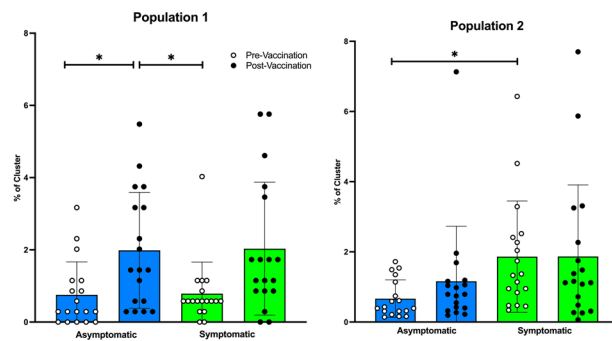 Population 1
8
6
4
2
0
% of Cluster
*
*
Pre-Vaccination
Post-Vaccination
Asymptomatic
Symptomatic
Population 2
8
6
4
2
0
% of Cluster
*
Asymptomatic
Symptomatic